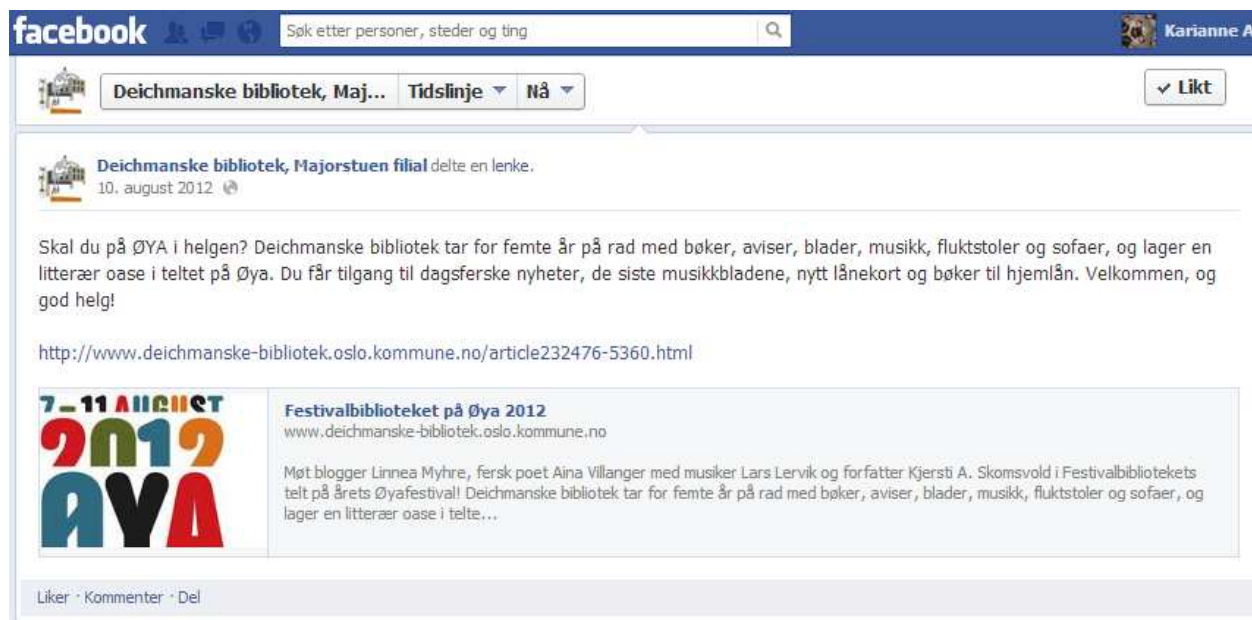 facebook
Søk etter personer, steder og ting
Karianne A
Deichmanske bibliotek, Maj...
Tidslinje
Nå
Likt
Deichmanske bibliotek, Majorstuen filial delte en lenke.
10. august 2012
Skal du på ØYA i helgen? Deichmanske bibliotek tar for femte år på rad med bøker, aviser, blader, musikk, fluktstoler og sofaer, og lager en
litterær oase i teltet på Øya. Du får tilgang til dagsferske nyheter, de siste musikkbladene, nytt lånekort og bøker til hjemlån. Velkommen, og
god helg!
http://www.deichmanske-bibliotek.oslo.kommune.no/article232476-5360.html
7–11 AUGUST
2012
ØYA
Festivalbiblioteket på Øya 2012
www.deichmanske-bibliotek.oslo.kommune.no
Møt blogger Linnea Myhre, fersk poet Aina Villanger med musiker Lars Lervik og forfatter Kjersti A. Skomsvold i Festivalbibliotekets
telt på årets Øyafestival! Deichmanske bibliotek tar for femte år på rad med bøker, aviser, blader, musikk, fluktstoler og sofaer, og
lager en litterær oase i telte...
Liker · Kommenter · Del